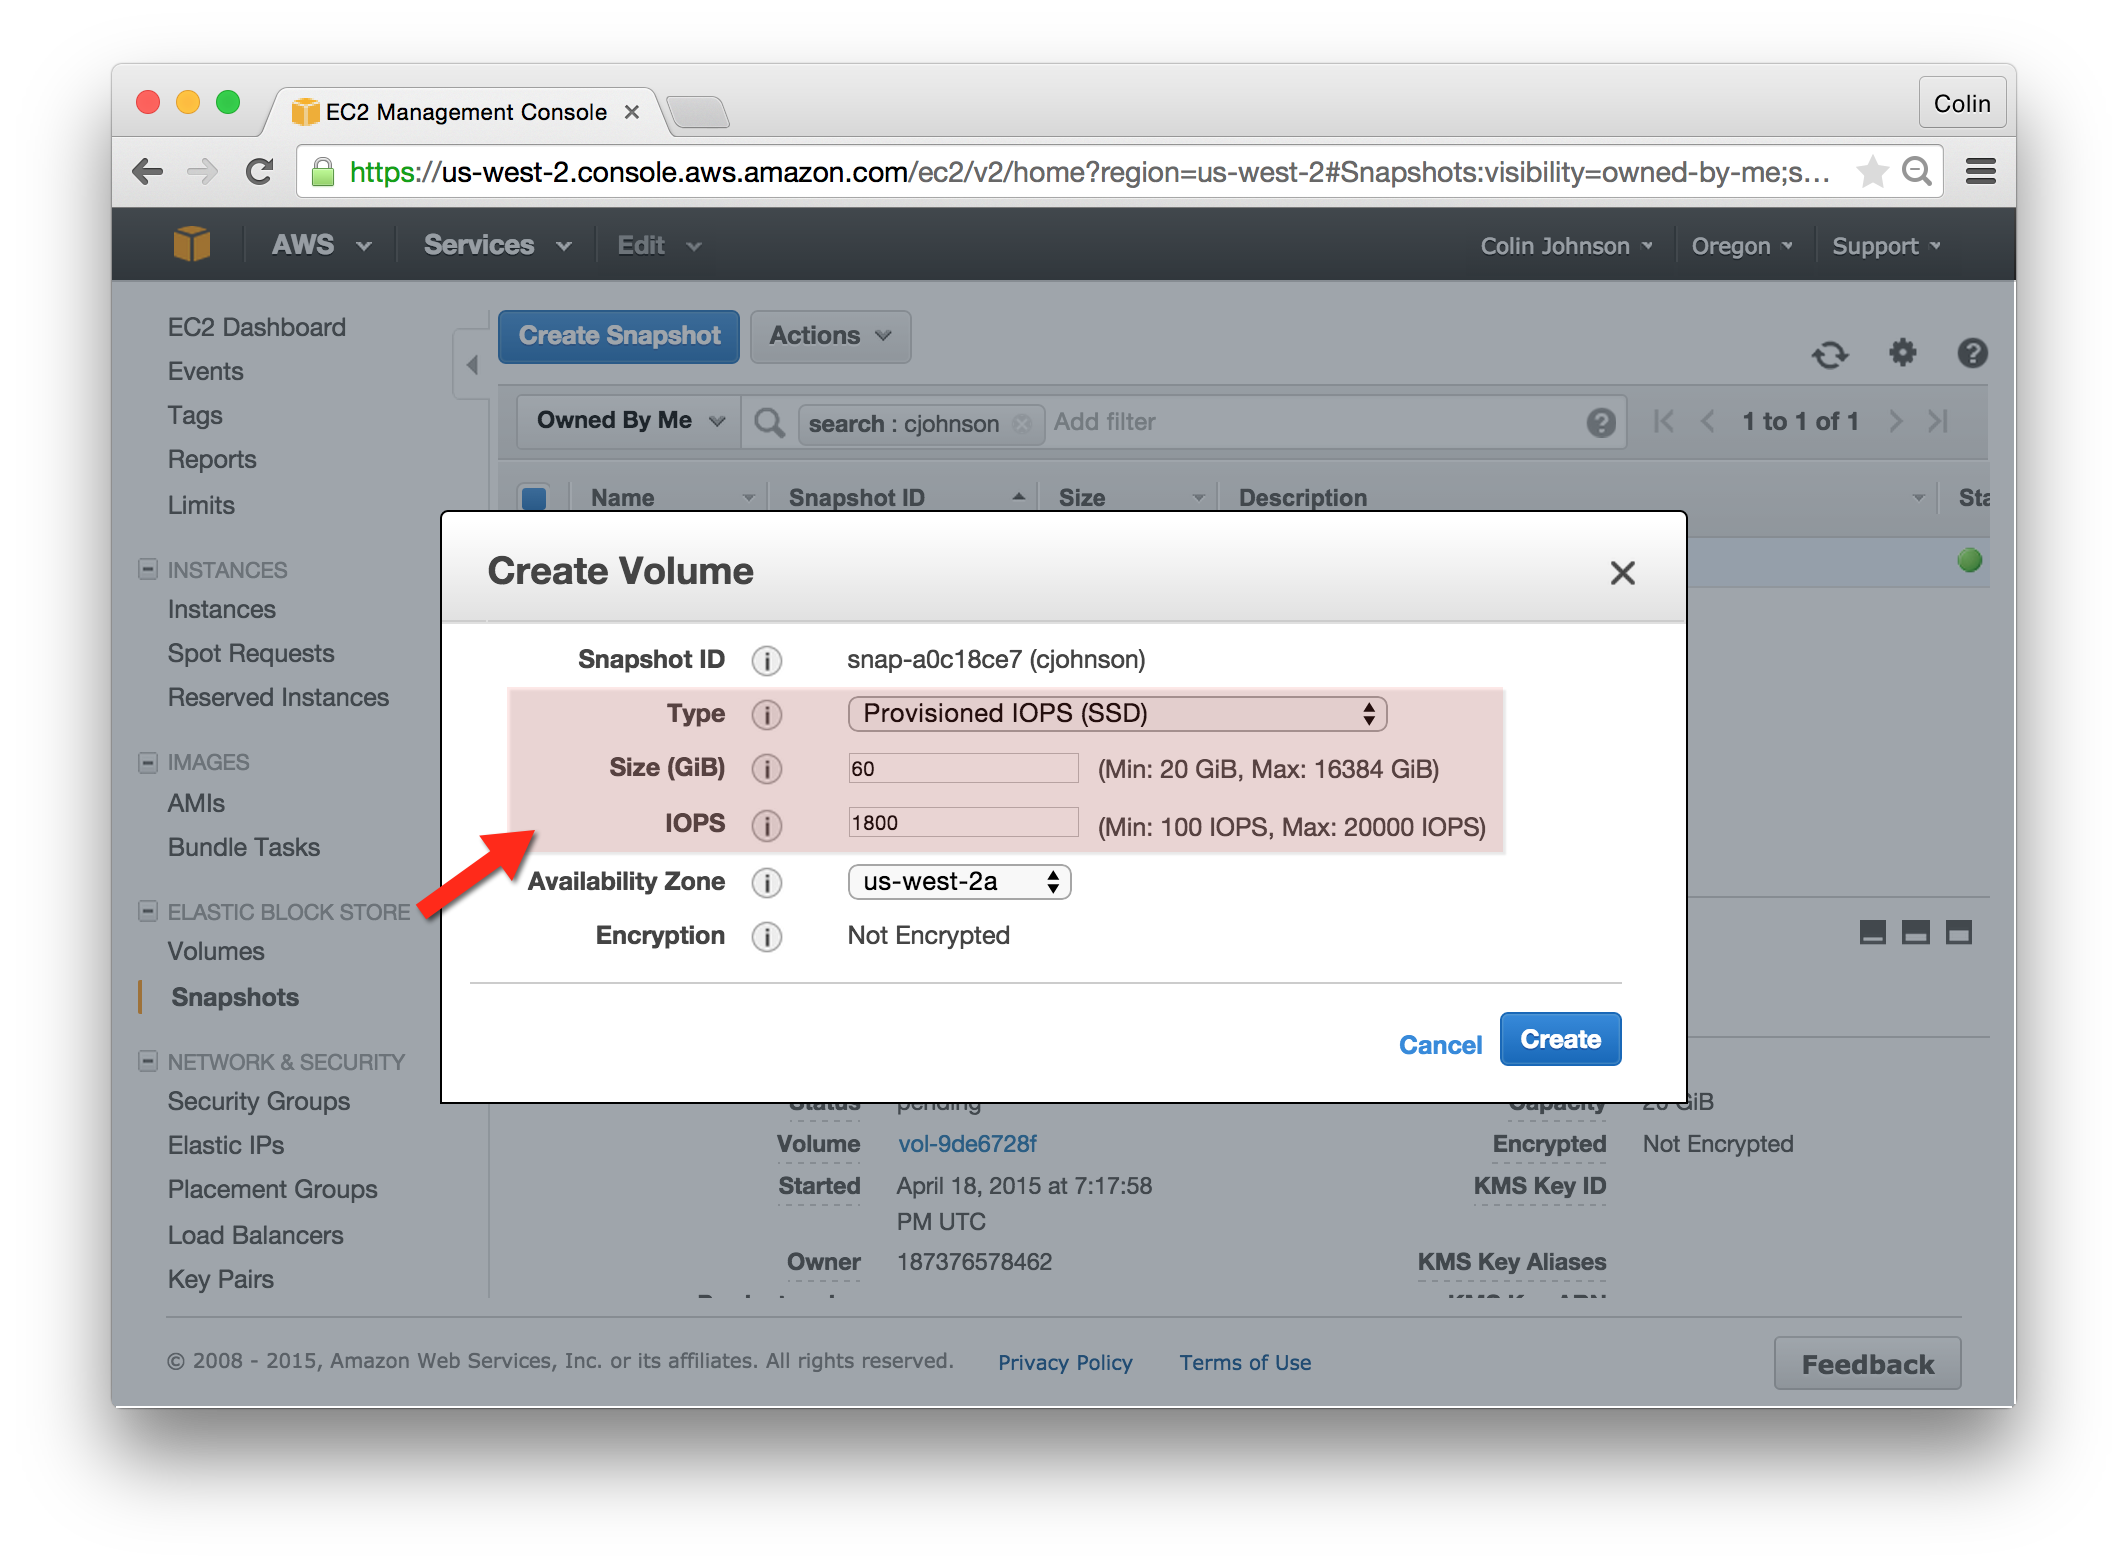 EC2 Management Console
Colin
https://us-west-2.console.aws.amazon.com/ec2/v2/home?region=us-west-2#Snapshots:visibility=owned-by-me;s...
AWS Services Edit Colin Johnson Oregon Support
EC2 Dashboard
Events
Tags
Reports
Limits
INSTANCES
Instances
Spot Requests
Reserved Instances
IMAGES
AMIs
Bundle Tasks
ELASTIC BLOCK STORE
Volumes
Snapshots
NETWORK & SECURITY
Security Groups
Elastic IPs
Placement Groups
Load Balancers
Key Pairs
Create Snapshot Actions
Owned By Me search : cjohnson Add filter 1 to 1 of 1
Name Snapshot ID Size Description Sta
Create Volume
Snapshot ID snap-a0c18ce7 (cjohnson)
Type Provisioned IOPS (SSD)
Size (GiB) 60 (Min: 20 GiB, Max: 16384 GiB)
IOPS 1800 (Min: 100 IOPS, Max: 20000 IOPS)
Availability Zone us-west-2a
Encryption Not Encrypted
Cancel Create
Status pending Capacity GiB
Volume vol-9de6728f Encrypted Not Encrypted
Started April 18, 2015 at 7:17:58 KMS Key ID
PM UTC
Owner 187376578462 KMS Key Aliases
KMS Key ARN
© 2008 - 2015, Amazon Web Services, Inc. or its affiliates. All rights reserved. Privacy Policy Terms of Use Feedback